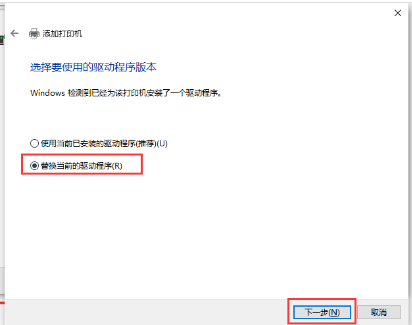 添加打印机
选择要使用的驱动程序版本
Windows 检测到已经为该打印机安装了一个驱动程序。
使用当前已安装的驱动程序(推荐)(U)
替换当前的驱动程序(R)
下一步(N)
取消